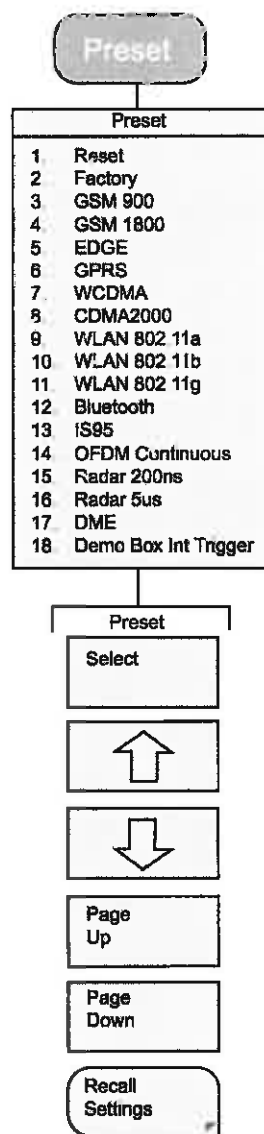 Preset
Preset
1 Reset
2 Factory
3 GSM 900
4 GSM 1800
5 EDGE
6 GPRS
7 WCDMA
8 CDMA2000
9 WLAN 802 11a
10 WLAN 802 11b
11 WLAN 802 11g
12 Bluetooth
13 IS95
14 OFDM Continuous
15 Radar 200ns
16 Radar 5us
17 DME
18 Demo Box Int Trigger
Preset
Select
Page
Up
Page
Down
Recall
Settings